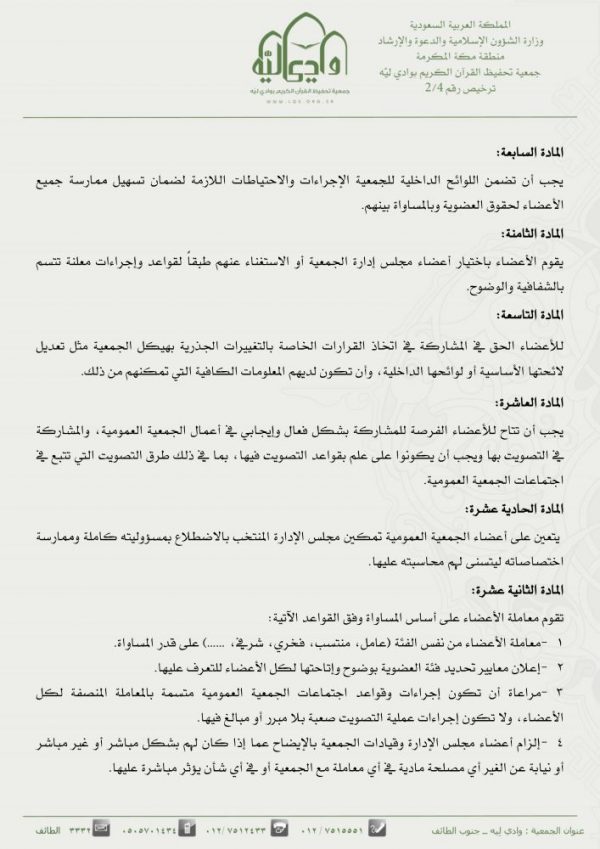 المملكة العربية السعودية
وزارة الشؤون الإسلامية والدعوة والإرشاد
منطقة مكة المكرمة
جمعية تحفيظ القرآن الكريم بوادي ليّه
ترخيص رقم 2/4
وادي ليّه
جمعية تحفيظ القرآن الكريم بوادي ليّه
www.lqs.org.sa
المادة السابعة:
يجب أن تضمن اللوائح الداخلية للجمعية الإجراءات والاحتياطات اللازمة لضمان تسهيل ممارسة جميع
الأعضاء لحقوق العضوية وبالمساواة بينهم.
المادة الثامنة:
يقوم الأعضاء باختيار أعضاء مجلس إدارة الجمعية أو الاستغناء عنهم طبقاً لقواعد وإجراءات معلنة تتسم
بالشفافية والوضوح.
المادة التاسعة:
للأعضاء الحق في المشاركة في اتخاذ القرارات الخاصة بالتغييرات الجذرية بهيكل الجمعية مثل تعديل
لائحتها الأساسية أو لوائحها الداخلية، وأن تكون لديهم المعلومات الكافية التي تمكنهم من ذلك.
المادة العاشرة:
يجب أن تتاح للأعضاء الفرصة للمشاركة بشكل فعال وإيجابي في أعمال الجمعية العمومية، والمشاركة
في التصويت بها ويجب أن يكونوا على علم بقواعد التصويت فيها، بما في ذلك طرق التصويت التي تتبع في
اجتماعات الجمعية العمومية.
المادة الحادية عشرة:
يتعين على أعضاء الجمعية العمومية تمكين مجلس الإدارة المنتخب بالاضطلاع بمسؤوليته كاملة وممارسة
اختصاصاته ليتسنى لهم محاسبته عليها.
المادة الثانية عشرة:
تقوم معاملة الأعضاء على أساس المساواة وفق القواعد الآتية:
١ -معاملة الأعضاء من نفس الفئة (عامل، منتسب، فخري، شرفي، ......) على قدر المساواة.
٢ -إعلان معايير تحديد فئة العضوية بوضوح وإتاحتها لكل الأعضاء للتعرف عليها.
٣ -مراعاة أن تكون إجراءات وقواعد اجتماعات الجمعية العمومية متسمة بالمعاملة المنصفة لكل
الأعضاء، ولا تكون إجراءات عملية التصويت صعبة بلا مبرر أو مبالغ فيها.
٤ -إلزام أعضاء مجلس الإدارة وقيادات الجمعية بالإيضاح عما إذا كان لهم بشكل مباشر أو غير مباشر
أو نيابة عن الغير أي مصلحة مادية في أي معاملة مع الجمعية أو في أي شأن يؤثر مباشرة عليها.
عنوان الجمعية : وادي ليه ــ جنوب الطائف ٠١٢/٧٥١٥٥٥١ ٠١٢/٧٥١٢٤٣٣ ٠٥٠٥٧٠١٤٣٤ ٣٣٣٢ الطائف